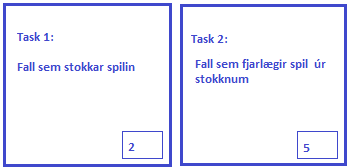 Task 1:
Fall sem stokkar spilin
2
Task 2:
Fall sem fjarlægir spil úr
stokknum
5